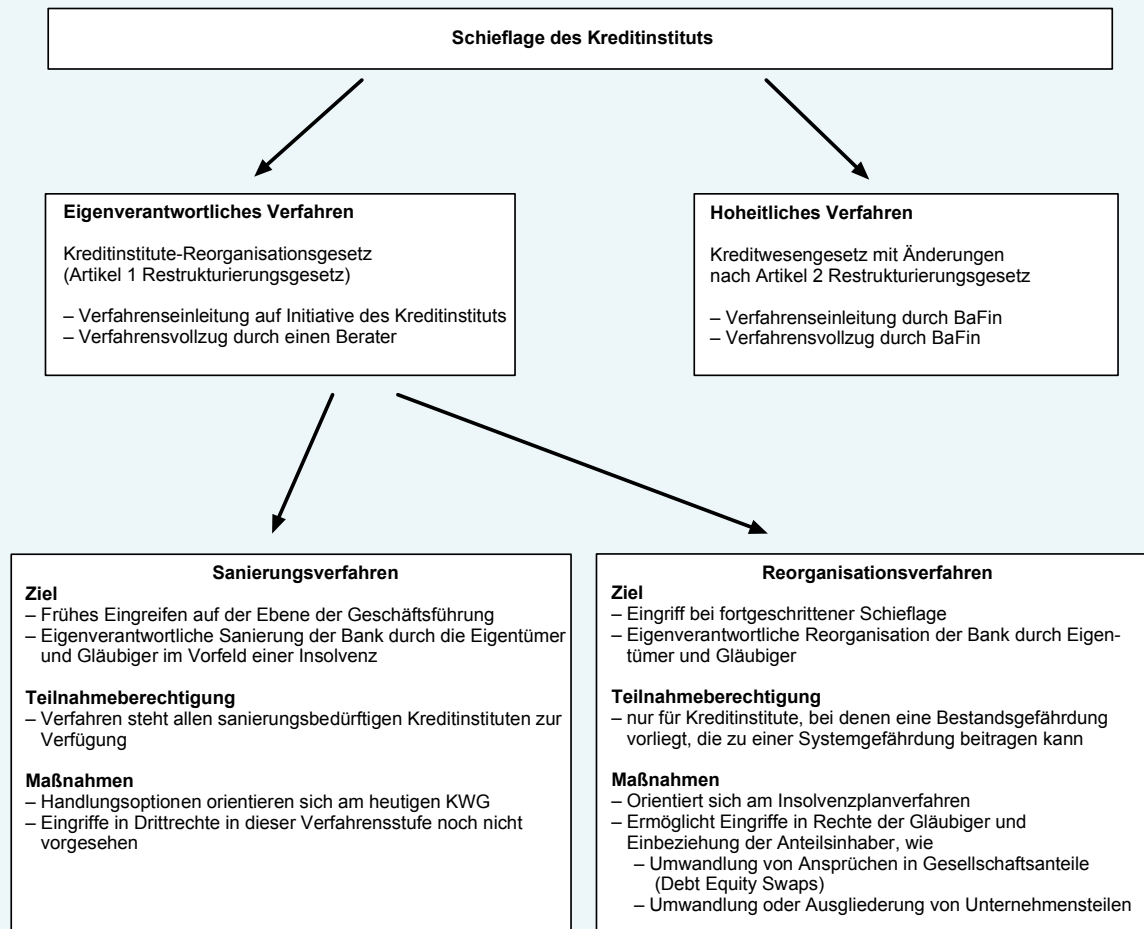 Schieflage des Kreditinstituts
Eigenverantwortliches Verfahren
Kreditinstitute-Reorganisationsgesetz
(Artikel 1 Restrukturierungsgesetz)
– Verfahrenseinleitung auf Initiative des Kreditinstituts
– Verfahrensvollzug durch einen Berater
Hoheitliches Verfahren
Kreditwesengesetz mit Änderungen
nach Artikel 2 Restrukturierungsgesetz
– Verfahrenseinleitung durch BaFin
– Verfahrensvollzug durch BaFin
Sanierungsverfahren
Ziel
– Frühes Eingreifen auf der Ebene der Geschäftsführung
– Eigenverantwortliche Sanierung der Bank durch die Eigentümer
und Gläubiger im Vorfeld einer Insolvenz
Teilnahmeberechtigung
– Verfahren steht allen sanierungsbedürftigen Kreditinstituten zur
Verfügung
Maßnahmen
– Handlungsoptionen orientieren sich am heutigen KWG
– Eingriffe in Drittrechte in dieser Verfahrensstufe noch nicht
vorgesehen
Reorganisationsverfahren
Ziel
– Eingriff bei fortgeschrittener Schieflage
– Eigenverantwortliche Reorganisation der Bank durch Eigen-
tümer und Gläubiger
Teilnahmeberechtigung
– nur für Kreditinstitute, bei denen eine Bestandsgefährdung
vorliegt, die zu einer Systemgefährdung beitragen kann
Maßnahmen
– Orientiert sich am Insolvenzplanverfahren
– Ermöglicht Eingriffe in Rechte der Gläubiger und
Einbeziehung der Anteilsinhaber, wie
– Umwandlung von Ansprüchen in Gesellschaftsanteile
(Debt Equity Swaps)
– Umwandlung oder Ausgliederung von Unternehmensteilen